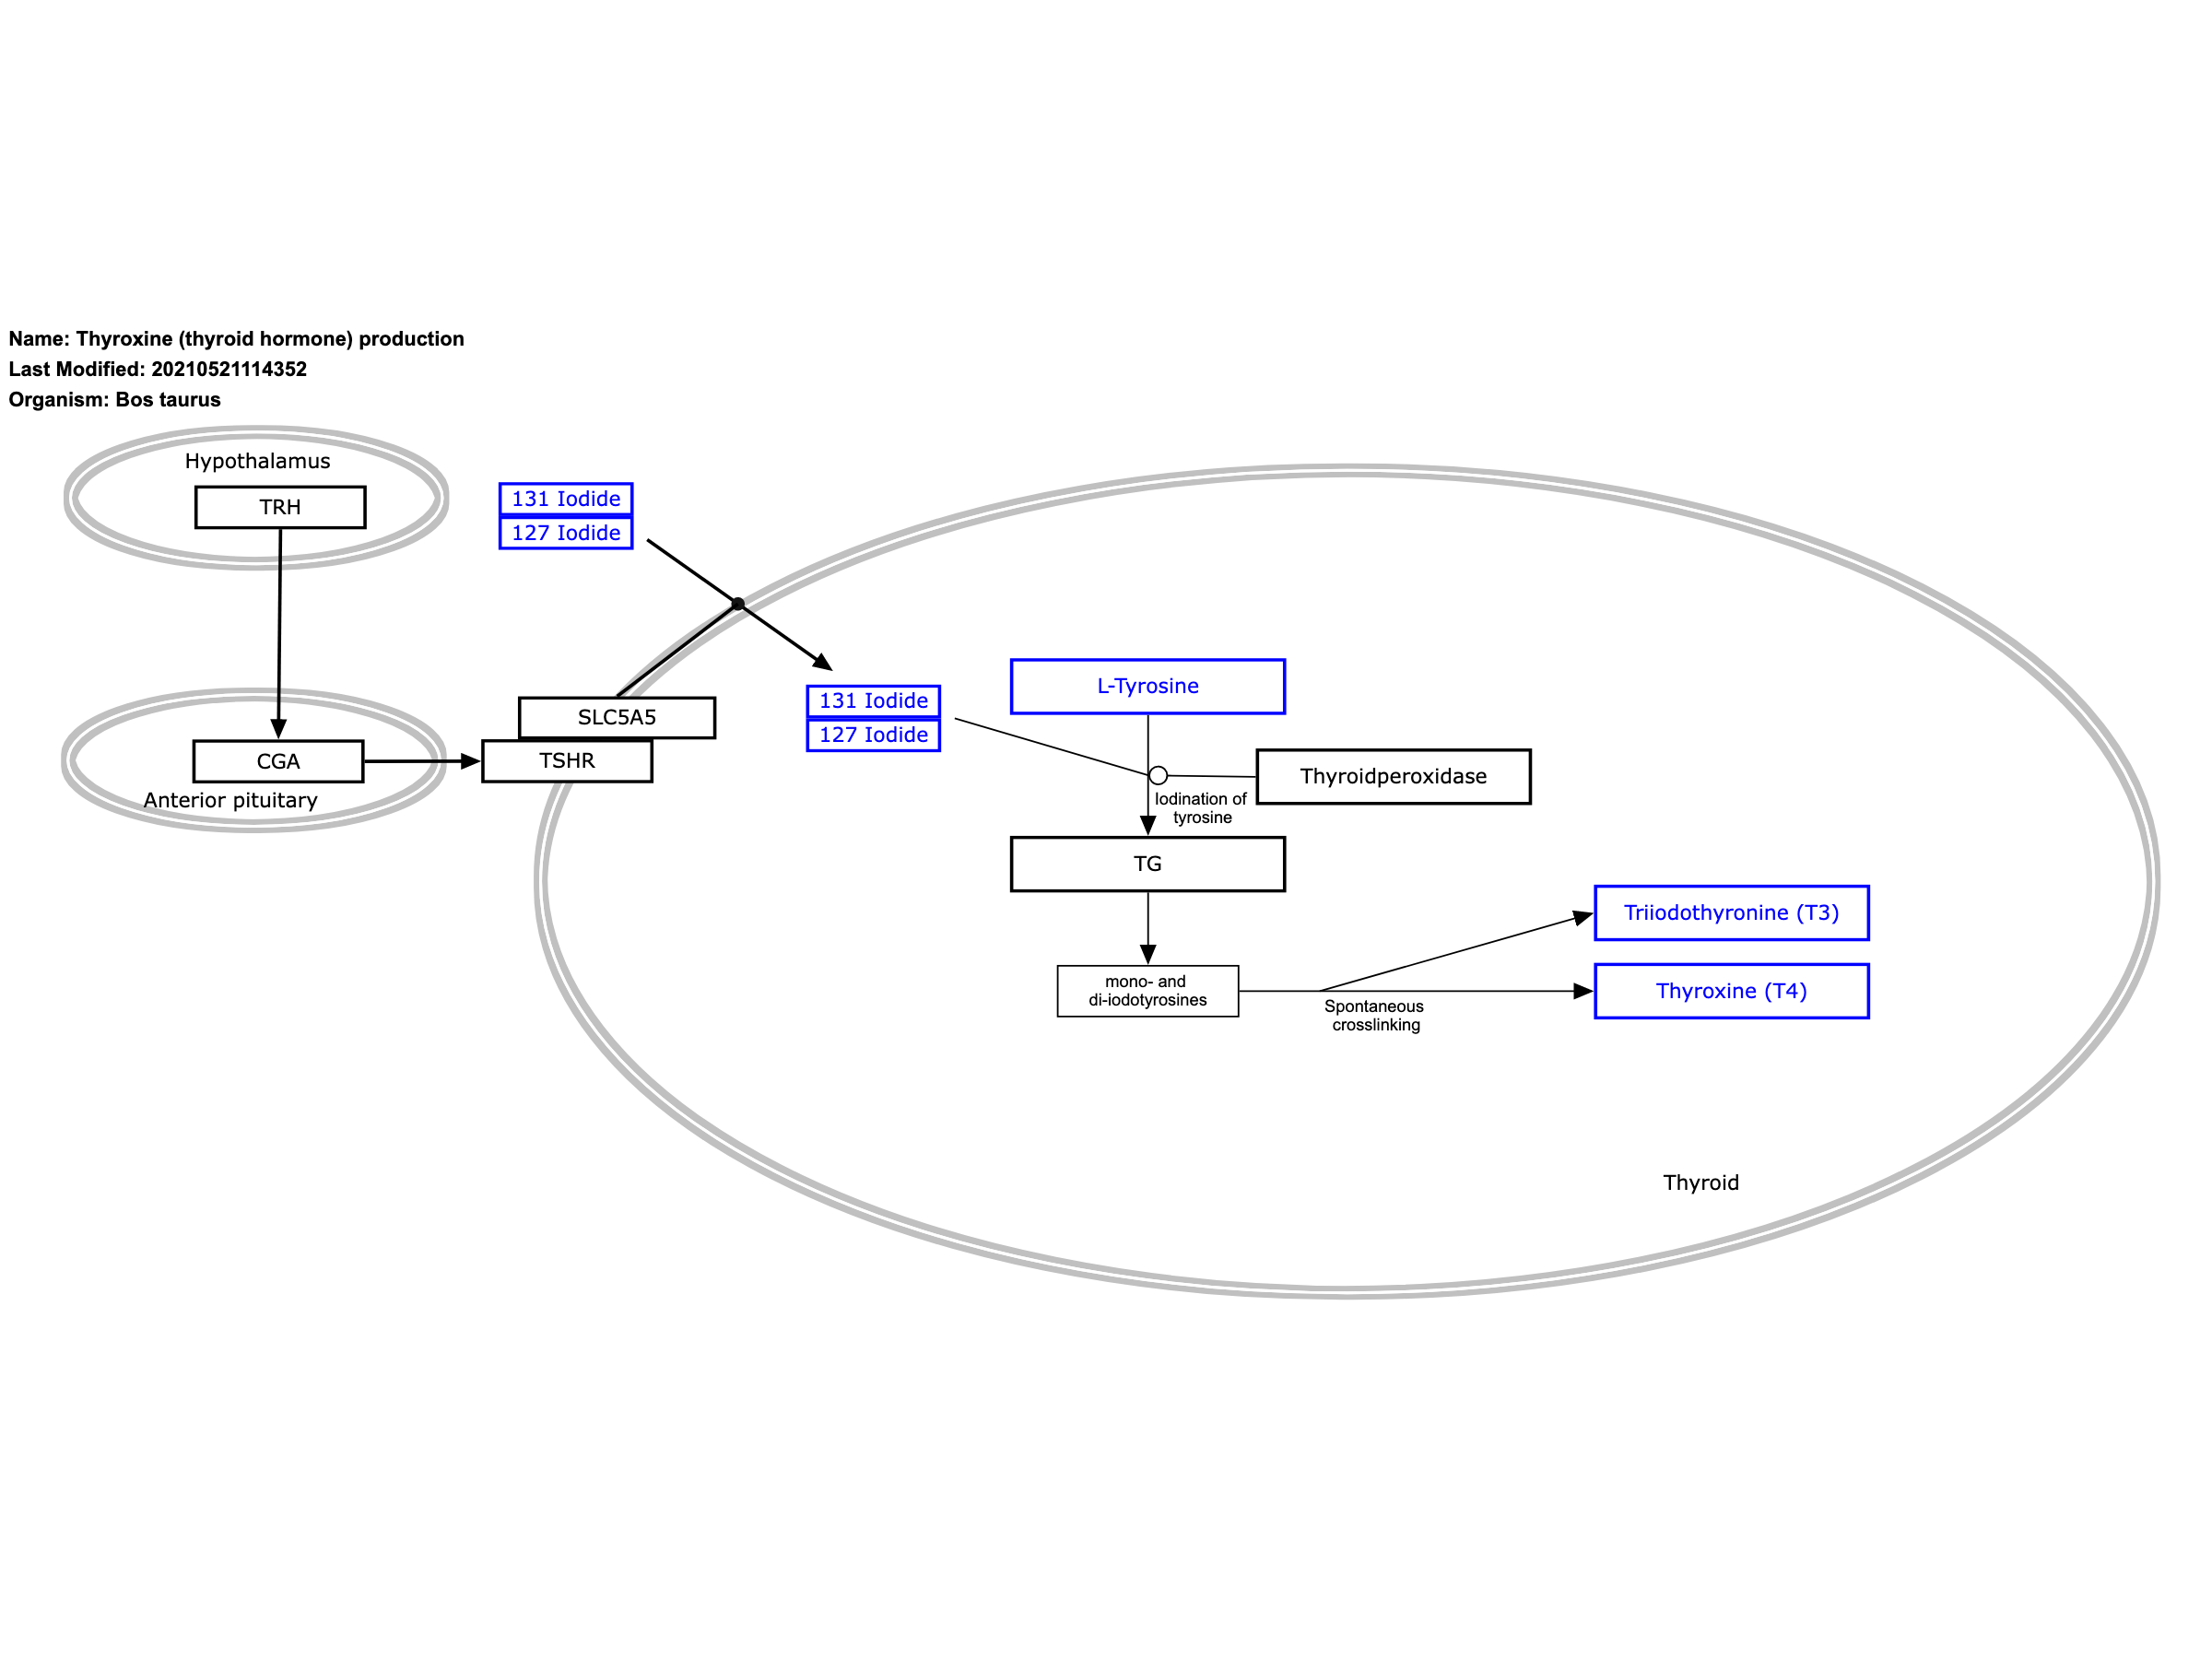 Name: Thyroxine (thyroid hormone) production
Last Modified: 20210521114352
Organism: Bos taurus
Hypothalamus
TRH
131 Iodide
127 Iodide
SLC5A5
TSHR
CGA
Anterior pituitary
131 Iodide
127 Iodide
L-Tyrosine
Thyroidperoxidase
Iodination of
tyrosine
TG
mono- and
di-iodotyrosines
Spontaneous
crosslinking
Triiodothyronine (T3)
Thyroxine (T4)
Thyroid